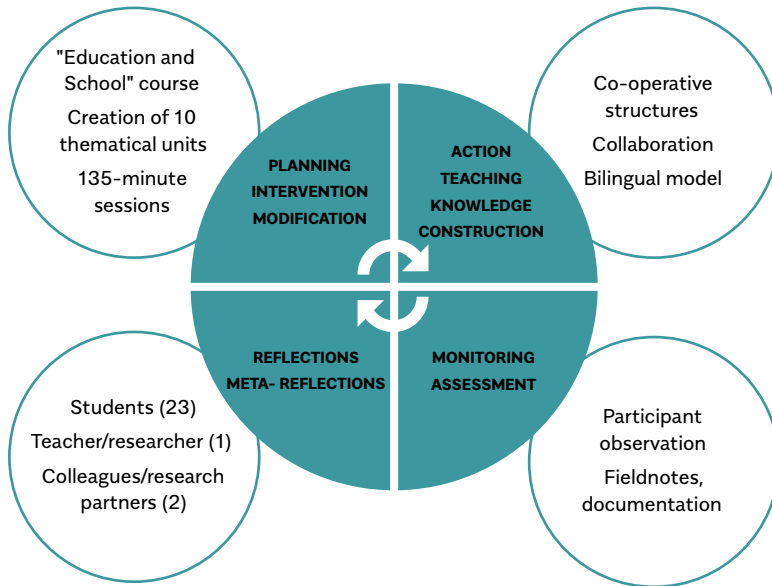 "Education and
School" course
Creation of 10
thematical units
135-minute
sessions
PLANNING
INTERVENTION
MODIFICATION
ACTION
TEACHING
KNOWLEDGE
CONSTRUCTION
Co-operative
structures
Collaboration
Bilingual model
Students (23)
Teacher/researcher (1)
Colleagues/research
partners (2)
REFLECTIONS
META- REFLECTIONS
MONITORING
ASSESSMENT
Participant
observation
Fieldnotes,
documentation